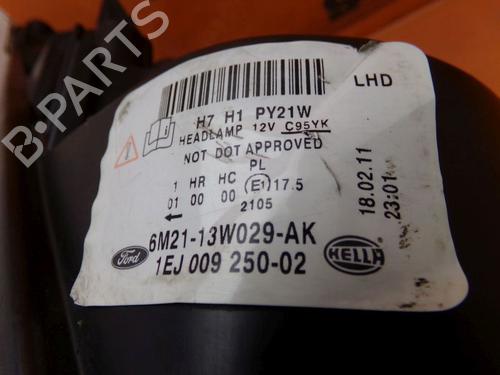 B-PARTS
LHD
H7 H1 PY21W
HEADLAMP 12V C95YK
NOT DOT APPROVED
PL
1 HR HC E1 17.5
01 00 00
2105
6M21-13W029-AK
1EJ 009 250-02
Ford
HELLA
18.02.11
23:01